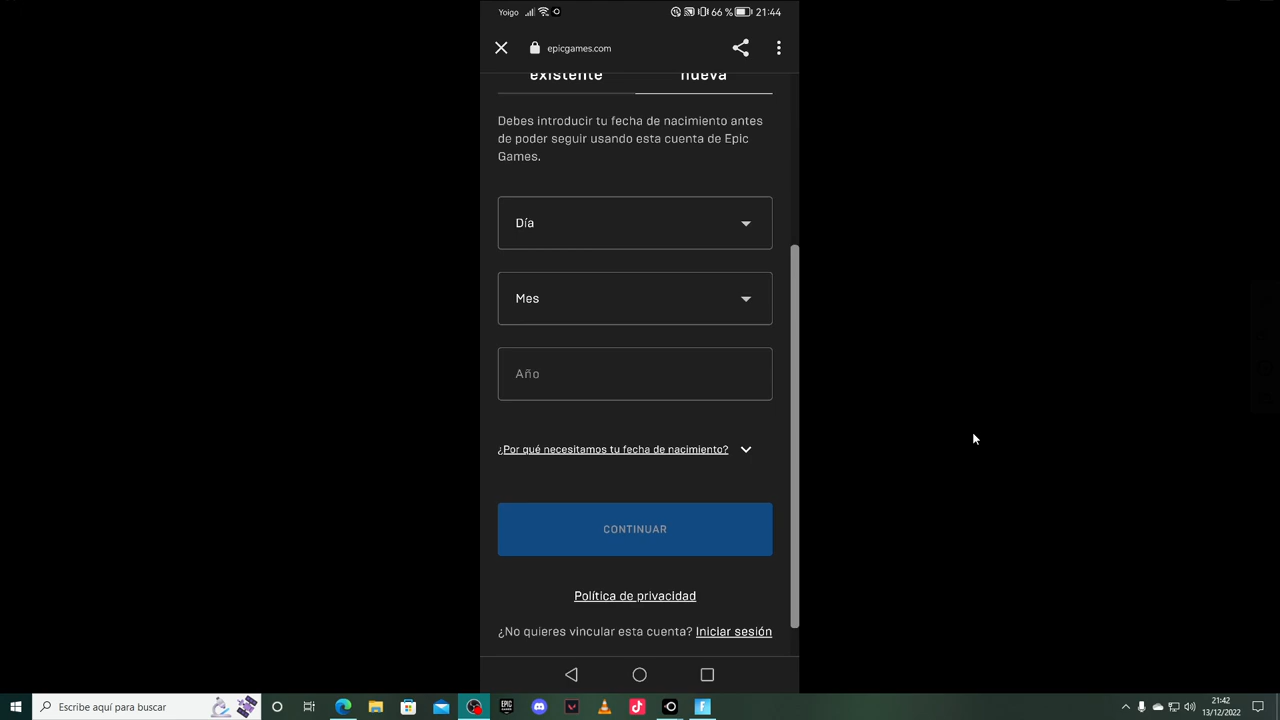 Yoigo 66 % 21:44
epicgames.com
existente nueva
Debes introducir tu fecha de nacimiento antes
de poder seguir usando esta cuenta de Epic
Games.
Día
Mes
Año
¿Por qué necesitamos tu fecha de nacimiento?
CONTINUAR
Política de privacidad
¿No quieres vincular esta cuenta? Iniciar sesión
Escribe aquí para buscar
EPIC
21:42
13/12/2022